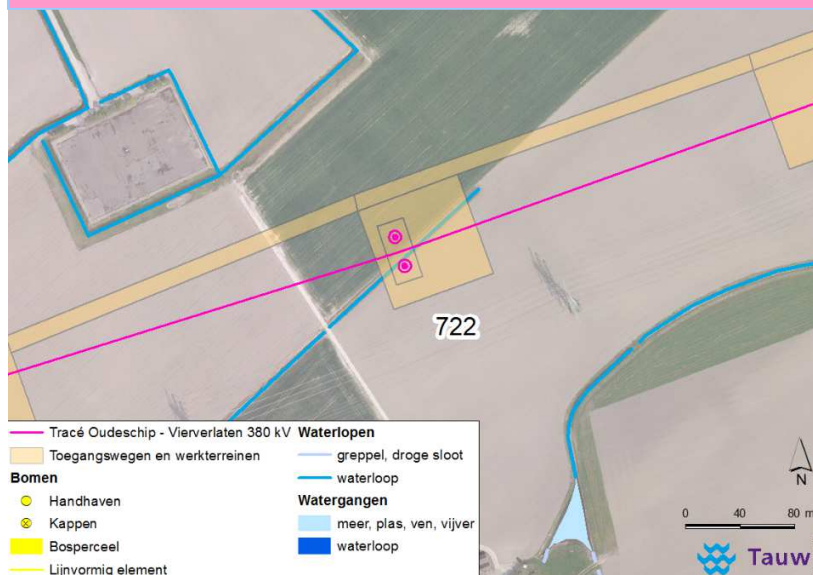 722
Tracé Oudeschip - Vierverlaten 380 kV
Toegangswegen en werkterreinen
Bomen
Handhaven
Kappen
Bosperceel
Lijnvormig element
Waterlopen
greppel, droge sloot
waterloop
Watergangen
meer, plas, ven, vijver
waterloop
N
0 40 80 m
Tauw